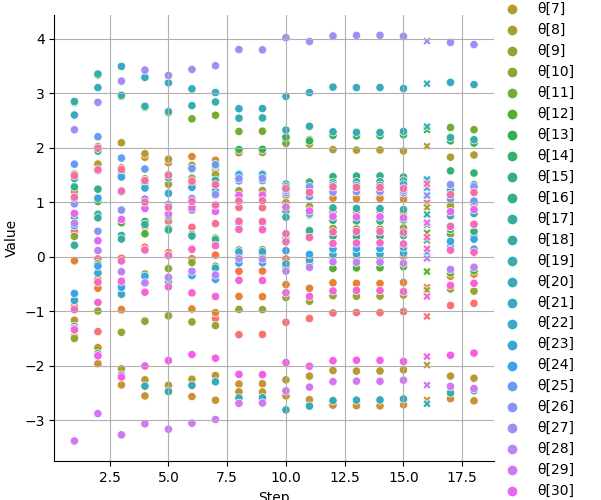 4
3
2
1
0
−1
−2
−3
Value
2.5
5.0
7.5
10.0
12.5
15.0
17.5
Step
θ[7]
θ[8]
θ[9]
θ[10]
θ[11]
θ[12]
θ[13]
θ[14]
θ[15]
θ[16]
θ[17]
θ[18]
θ[19]
θ[20]
θ[21]
θ[22]
θ[23]
θ[24]
θ[25]
θ[26]
θ[27]
θ[28]
θ[29]
θ[30]